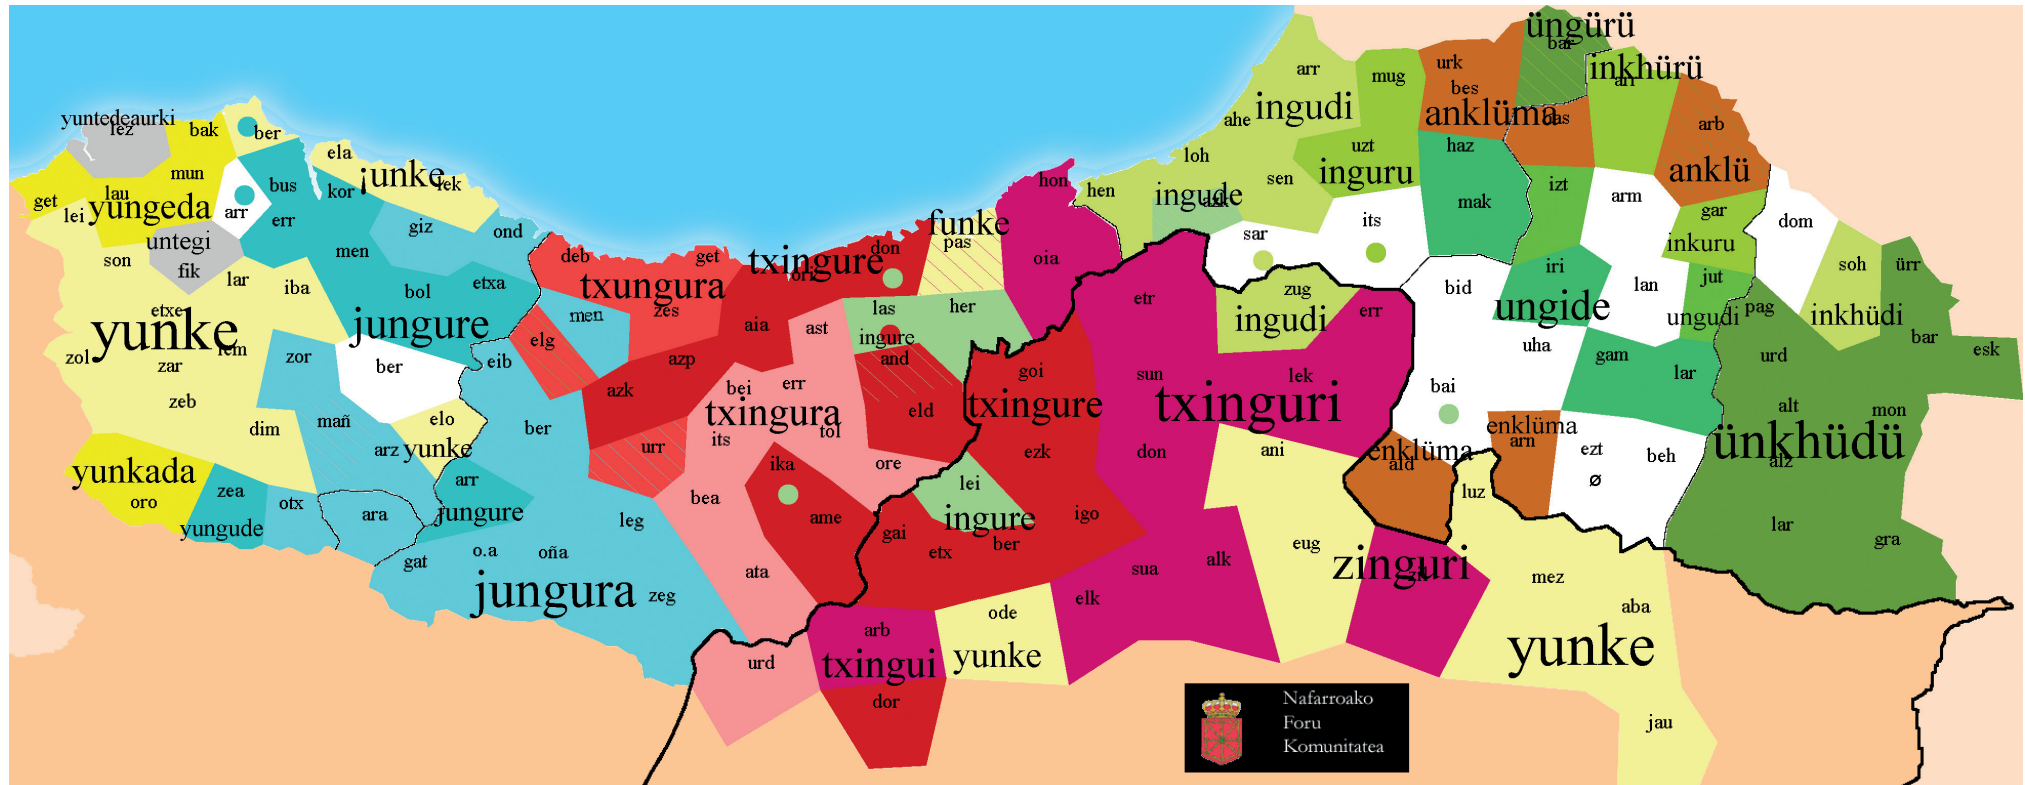 üngürü
bar
inkhürü
arr
urk
bes
anklüma
bas
arr
mug
ingudi
ahe
arb
anklü
yuntedeaurki
lez
bak
ber
mun
ela
junke
lek
kor
bus
err
arr
get
lau
lei
yungeda
untegi
fik
son
lar
iba
men
giz
ond
etxa
bol
jungure
etxe
yunke
lem
zol
zar
zeb
zor
ber
dim
mañ
elo
arz
yunke
yunkada
oro
zea
otx
yungude
ara
arr
jungure
gat
o.a
oña
leg
jungura
zeg
eib
ber
deb
get
txungura
zes
men
elg
azk
azp
urr
txingure
don
ori
aia
ast
las
her
ingure
and
eld
funke
pas
hon
hen
oia
bei
err
txingura
its
tol
ika
ore
bea
ame
ata
urd
arb
txingui
dor
ode
yunke
goi
txingure
ezk
lei
ingure
gai
etx
ber
igo
loh
ingude
azk
sen
uzt
inguru
haz
mak
sar
its
izt
arm
gar
inkuru
dom
soh
ürr
inkhüdi
bar
esk
etr
zug
ingudi
err
sun
lek
txinguri
don
ani
sua
alk
elk
eug
bid
iri
ungide
lan
jut
ungudi
pag
uha
gam
lar
urd
bai
enklüma
arn
enklüma
ald
ezt
ø
beh
luz
alt
mon
ünkhüdü
alz
lar
gra
zinguri
zil
mez
aba
yunke
jau
Nafarroako
Foru
Komunitatea